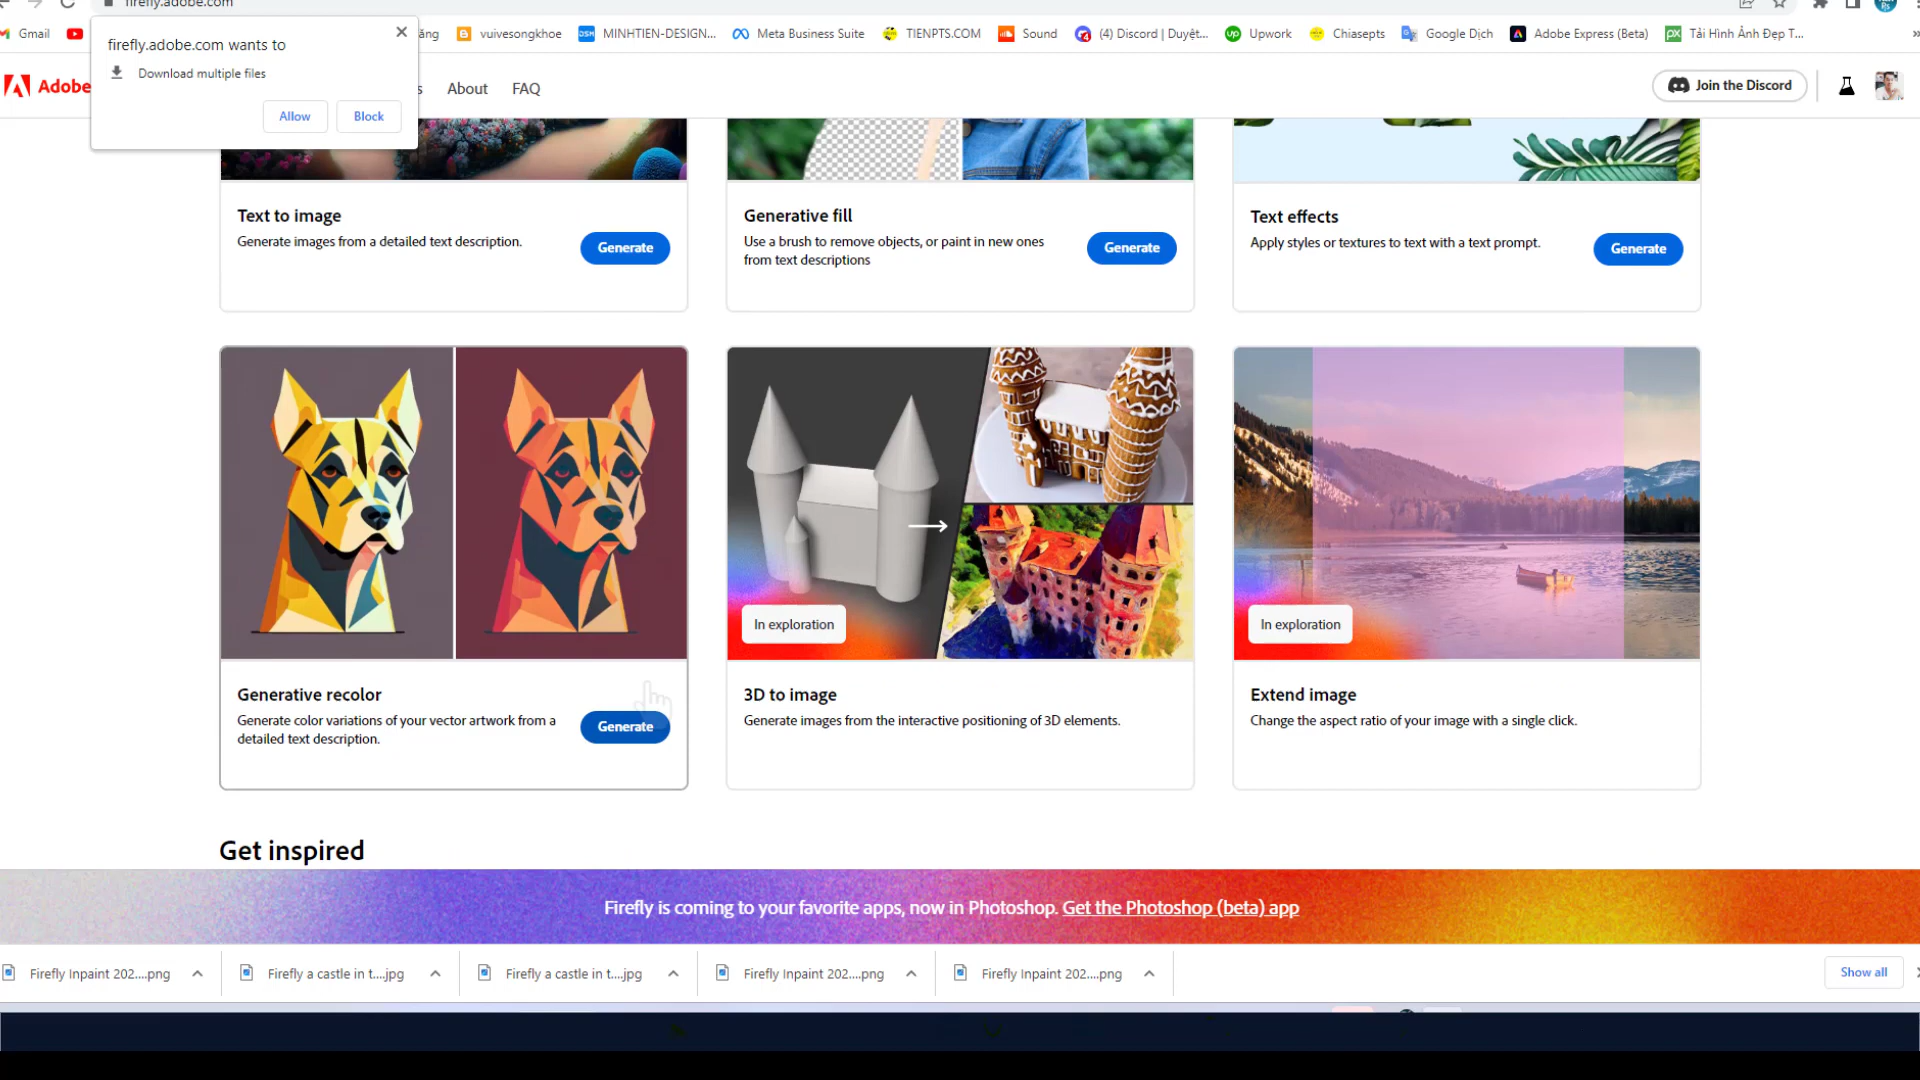 firefly.adobe.com
Gmail
ăng
vuivesongkhoe
MINHTIEN-DESIGN...
Meta Business Suite
TIENPTS.COM
Sound
(4) Discord | Duyệt...
Upwork
Chiasepts
Google Dịch
Adobe Express (Beta)
Tải Hình Ảnh Đẹp T...
»
firefly.adobe.com wants to
Download multiple files
Allow
Block
Adobe
s
About
FAQ
Join the Discord
Text to image
Generate images from a detailed text description.
Generate
Generative fill
Use a brush to remove objects, or paint in new ones
from text descriptions
Generate
Text effects
Apply styles or textures to text with a text prompt.
Generate
Generative recolor
Generate color variations of your vector artwork from a
detailed text description.
Generate
In exploration
3D to image
Generate images from the interactive positioning of 3D elements.
In exploration
Extend image
Change the aspect ratio of your image with a single click.
Get inspired
Firefly is coming to your favorite apps, now in Photoshop. Get the Photoshop (beta) app
Firefly Inpaint 202....png
Firefly a castle in t....jpg
Firefly a castle in t....jpg
Firefly Inpaint 202....png
Firefly Inpaint 202....png
Show all